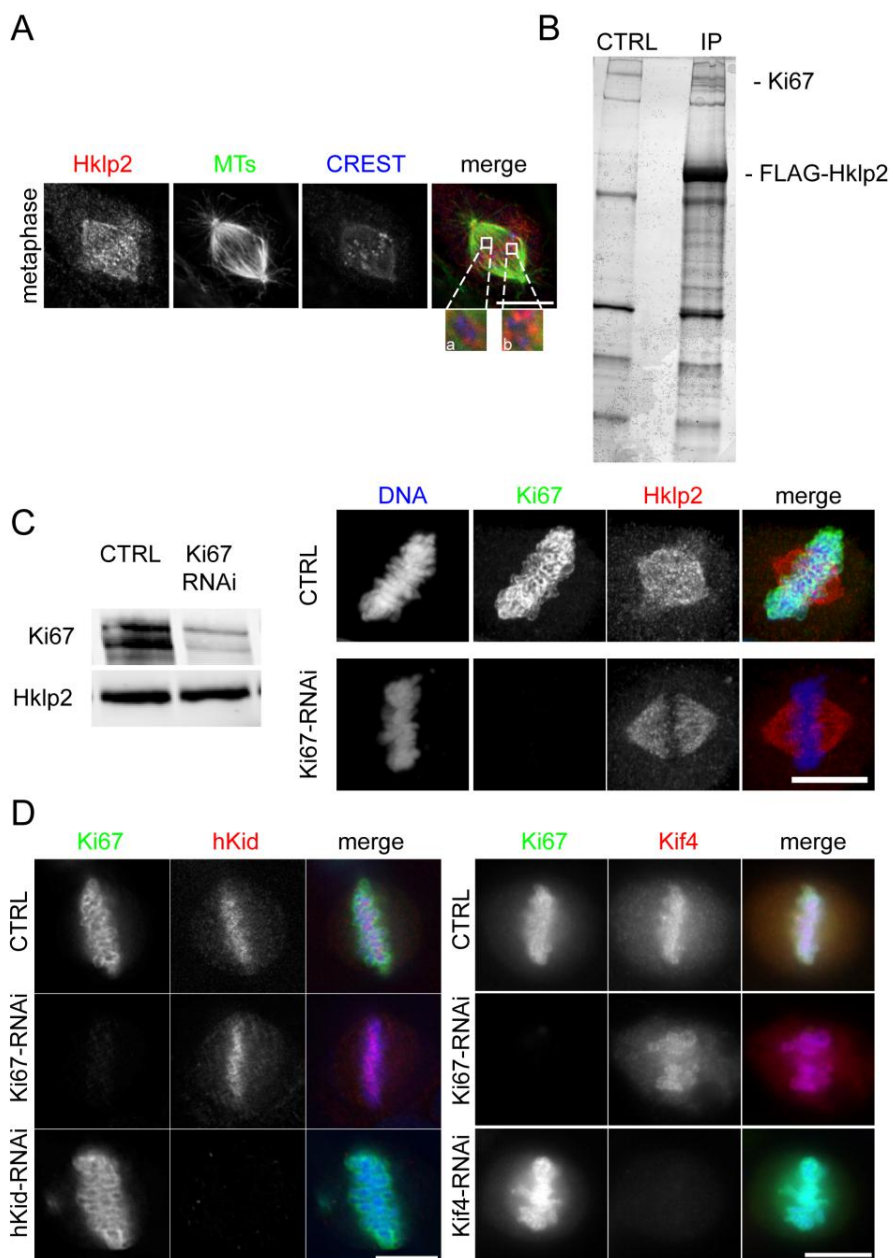 A
Hklp2 MTs CREST merge
metaphase
a b
B
CTRL IP
- Ki67
- FLAG-Hklp2
C
CTRL Ki67
RNAi
Ki67
Hklp2
DNA Ki67 Hklp2 merge
CTRL
Ki67-RNAi
D
Ki67 hKid merge
CTRL
Ki67-RNAi
hKid-RNAi
Ki67 Kif4 merge
CTRL
Ki67-RNAi
Kif4-RNAi